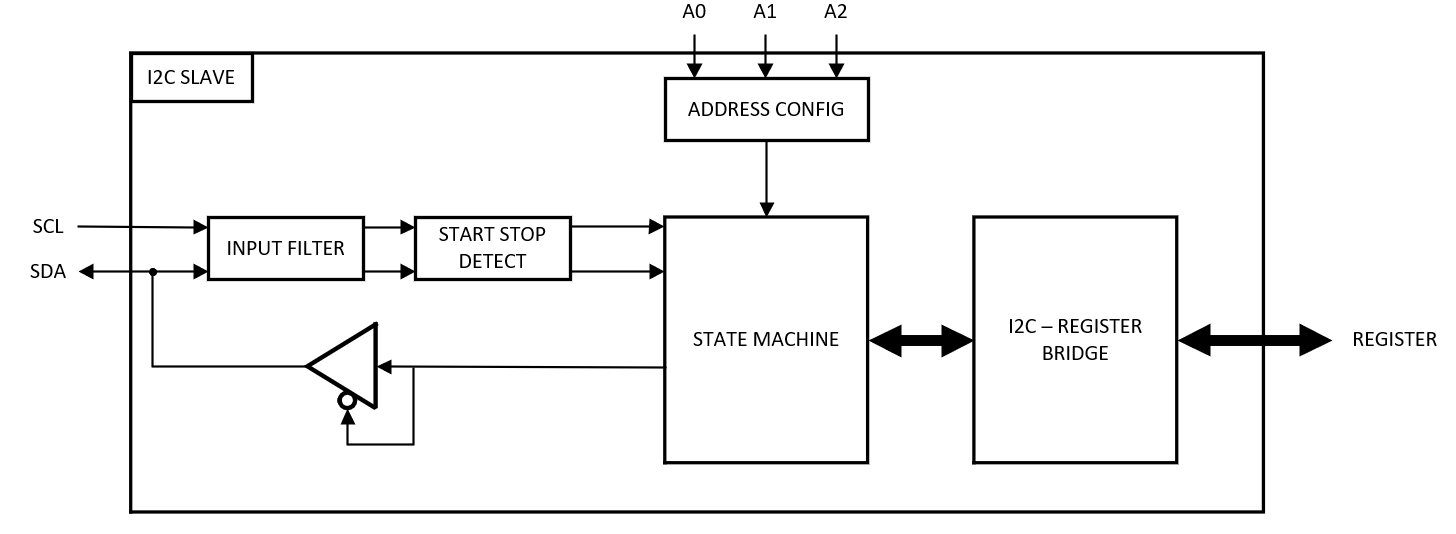 A0 A1 A2
I2C SLAVE
ADDRESS CONFIG
SCL
SDA
INPUT FILTER
START STOP
DETECT
STATE MACHINE
I2C – REGISTER
BRIDGE
REGISTER